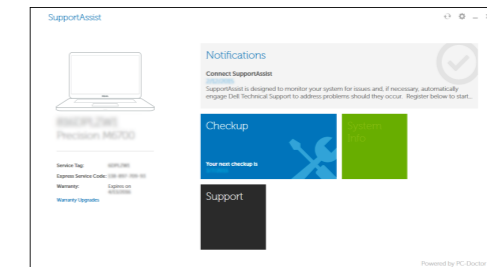 SupportAssist
Notifications
Connect SupportAssist
SupportAssist is designed to monitor your system for issues and, if necessary, automatically
engage Dell Technical Support to address problems should they occur. Register below to start..
Precision M6700
Checkup
Your next checkup is
System
Info
Service Tag:
Express Service Code:
Warranty: Expires on
Warranty Upgrades
Support
Powered by PC-Doctor